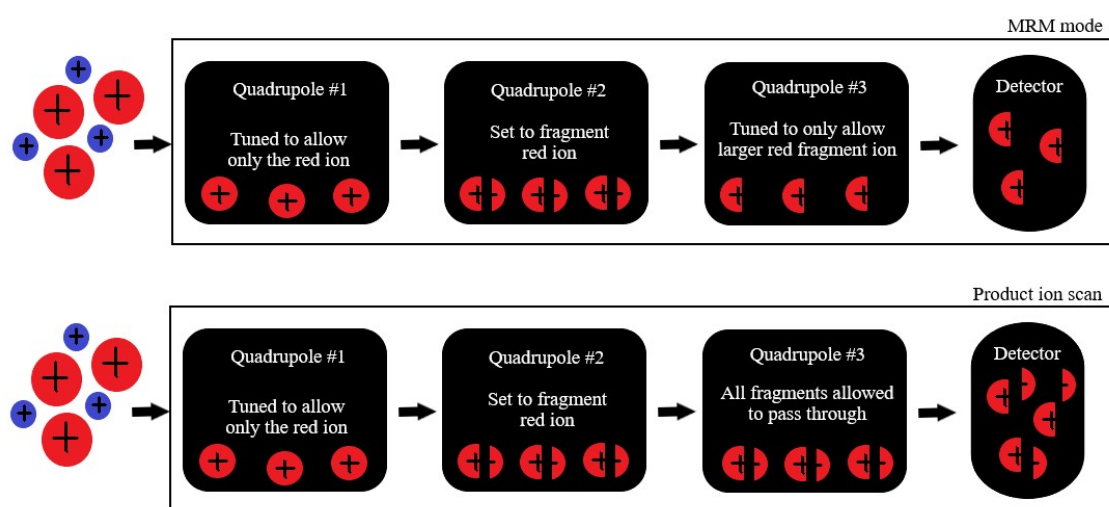 MRM mode
Quadrupole #1
Tuned to allow
only the red ion
Quadrupole #2
Set to fragment
red ion
Quadrupole #3
Tuned to only allow
larger red fragment ion
Detector
Product ion scan
Quadrupole #1
Tuned to allow
only the red ion
Quadrupole #2
Set to fragment
red ion
Quadrupole #3
All fragments allowed
to pass through
Detector